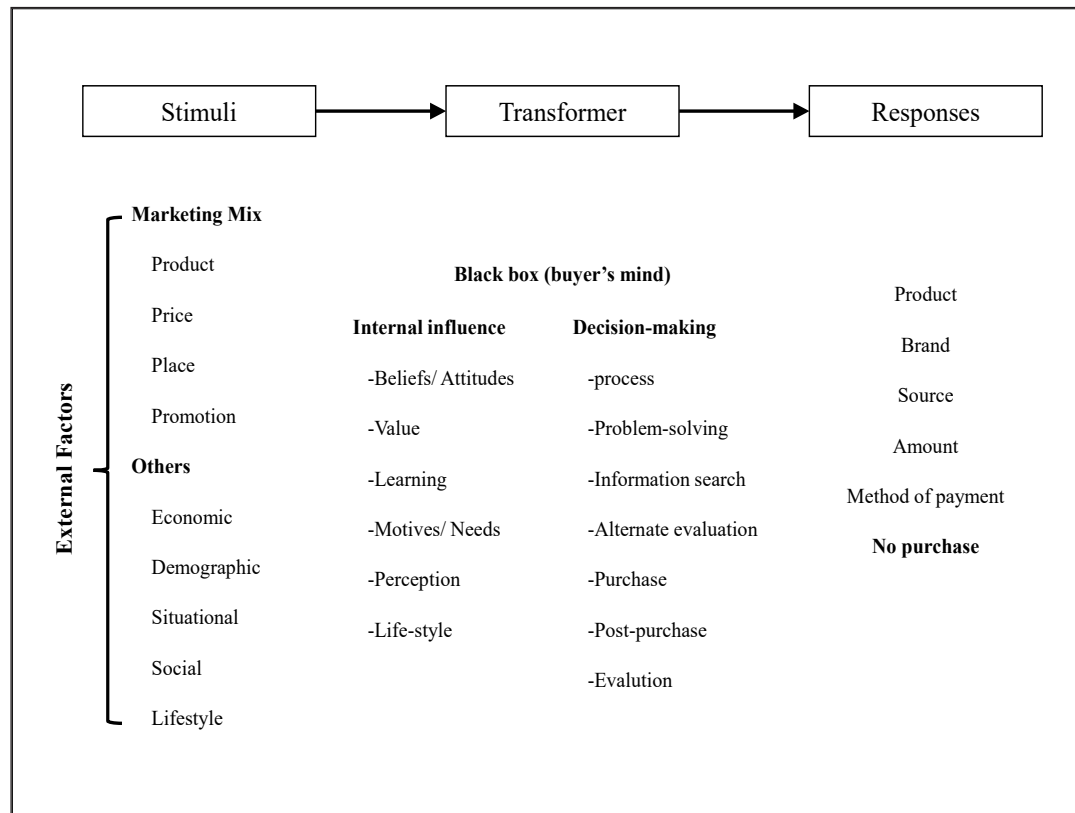 Stimuli
Transformer
Responses
External Factors
Marketing Mix
Product
Price
Place
Promotion
Others
Economic
Demographic
Situational
Social
Lifestyle
Black box (buyer’s mind)
Internal influence
-Beliefs/ Attitudes
-Value
-Learning
-Motives/ Needs
-Perception
-Life-style
Decision-making
-process
-Problem-solving
-Information search
-Alternate evaluation
-Purchase
-Post-purchase
-Evalution
Product
Brand
Source
Amount
Method of payment
No purchase